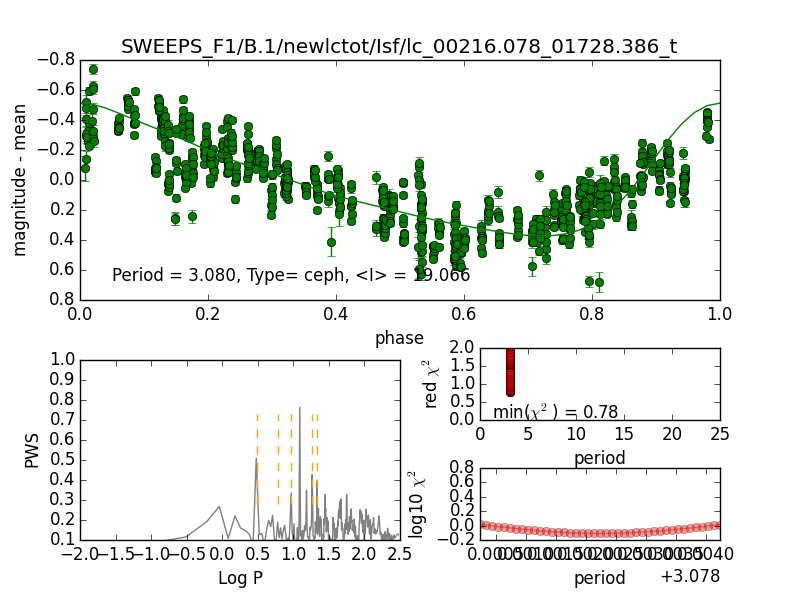 SWEEPS_F1/B.1/newlctot/Isf/lc_00216.078_01728.386_t
−0.8
−0.6
−0.4
−0.2
0.0
0.2
0.4
0.6
0.8
magnitude - mean
Period = 3.080, Type= ceph, <I> = 19.066
0.0 0.2 0.4 0.6 0.8 1.0
phase
1.0
0.9
0.8
0.7
0.6
0.5
0.4
0.3
0.2
0.1
PWS
−2.0 −1.5 −1.0 −0.5 0.0 0.5 1.0 1.5 2.0 2.5
Log P
2.0
1.5
1.0
0.5
0.0
red χ²
min(χ² ) = 0.78
0 5 10 15 20 25
period
0.8
0.6
0.4
0.2
0.0
−0.2
log10 χ²
period
+3.078